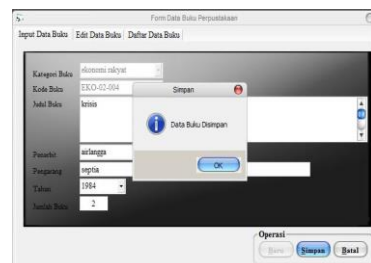 Form Data Buku Perpustakaan
Input Data Buku Edit Data Buku Daftar Data Buku
Kategori Buku ekonomi rakyat
Kode Buku EKO-02-004
Judul Buku krisis
Simpan
Data Buku Disimpan
OK
Penerbit airlangga
Pengarang septia
Tahun 1984
Jumlah Buku 2
Operasi
Baru Simpan Batal